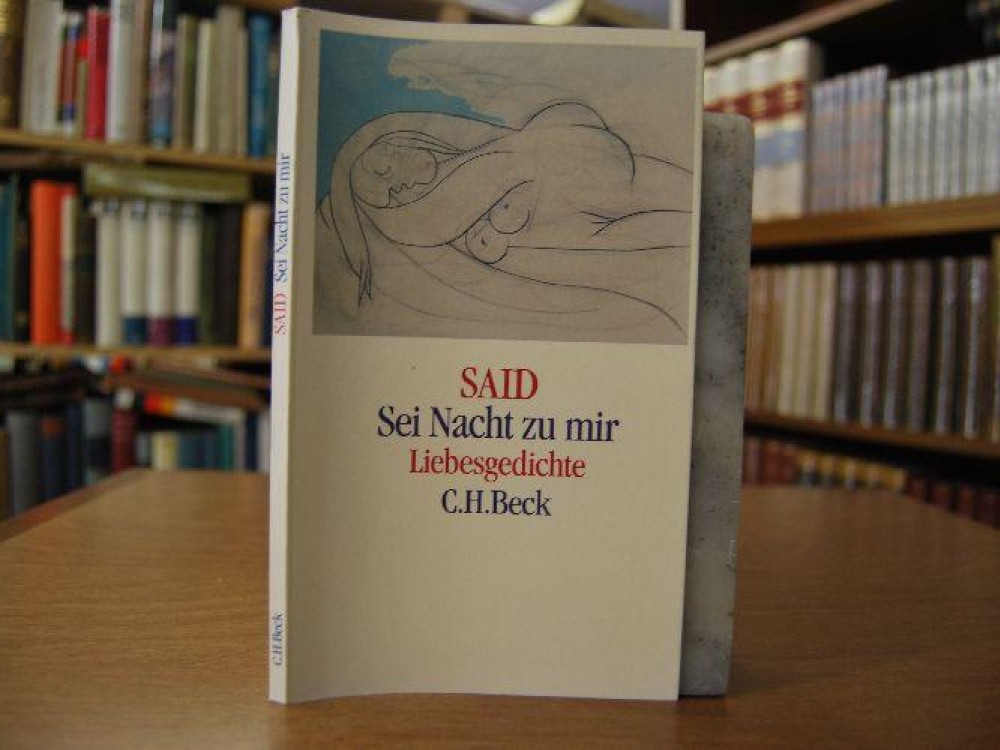 SAID
Sei Nacht zu mir
Liebesgedichte
C.H.Beck
SAID Sei Nacht zu mir
C.H.Beck